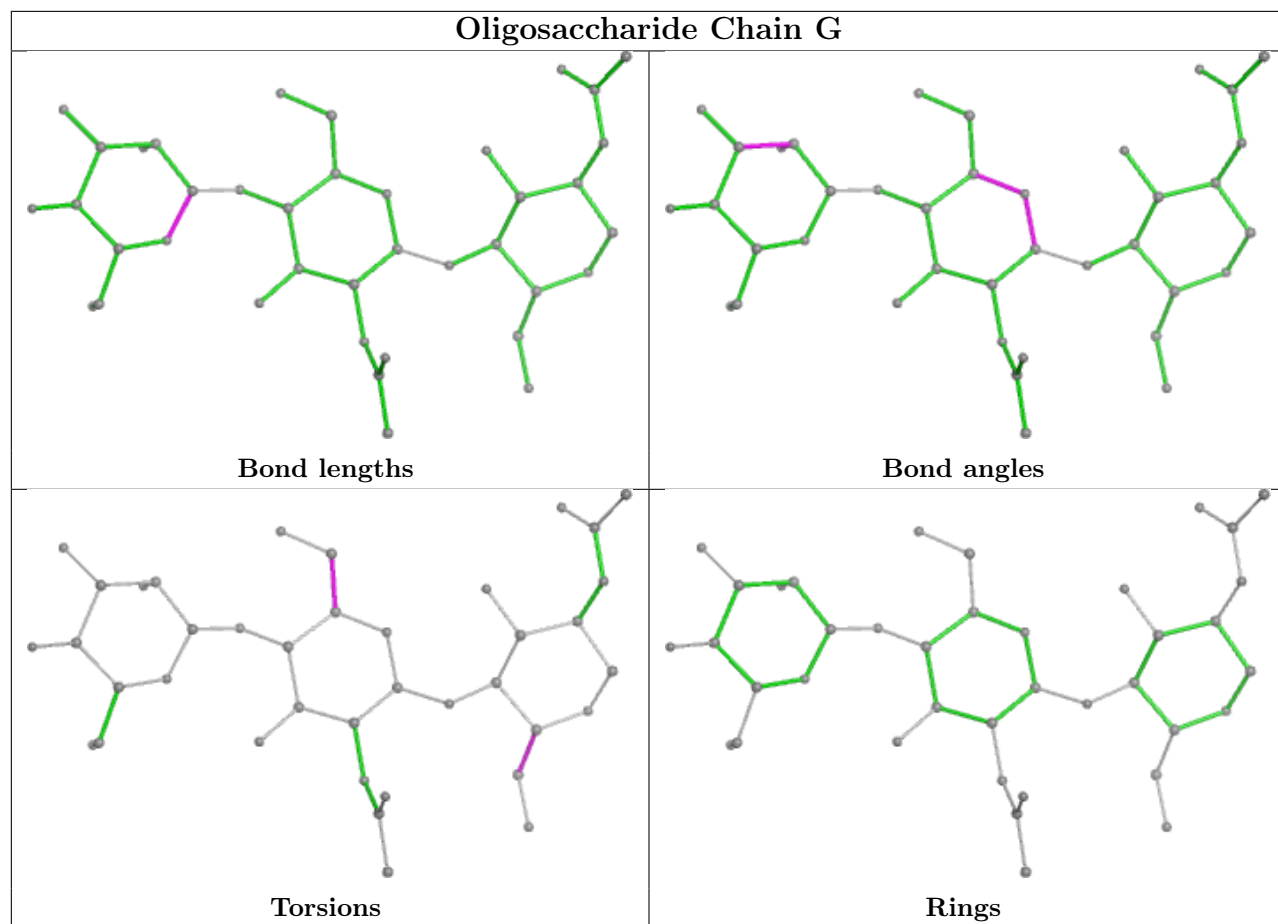 Oligosaccharide Chain G
Bond lengths
Bond angles
Torsions
Rings